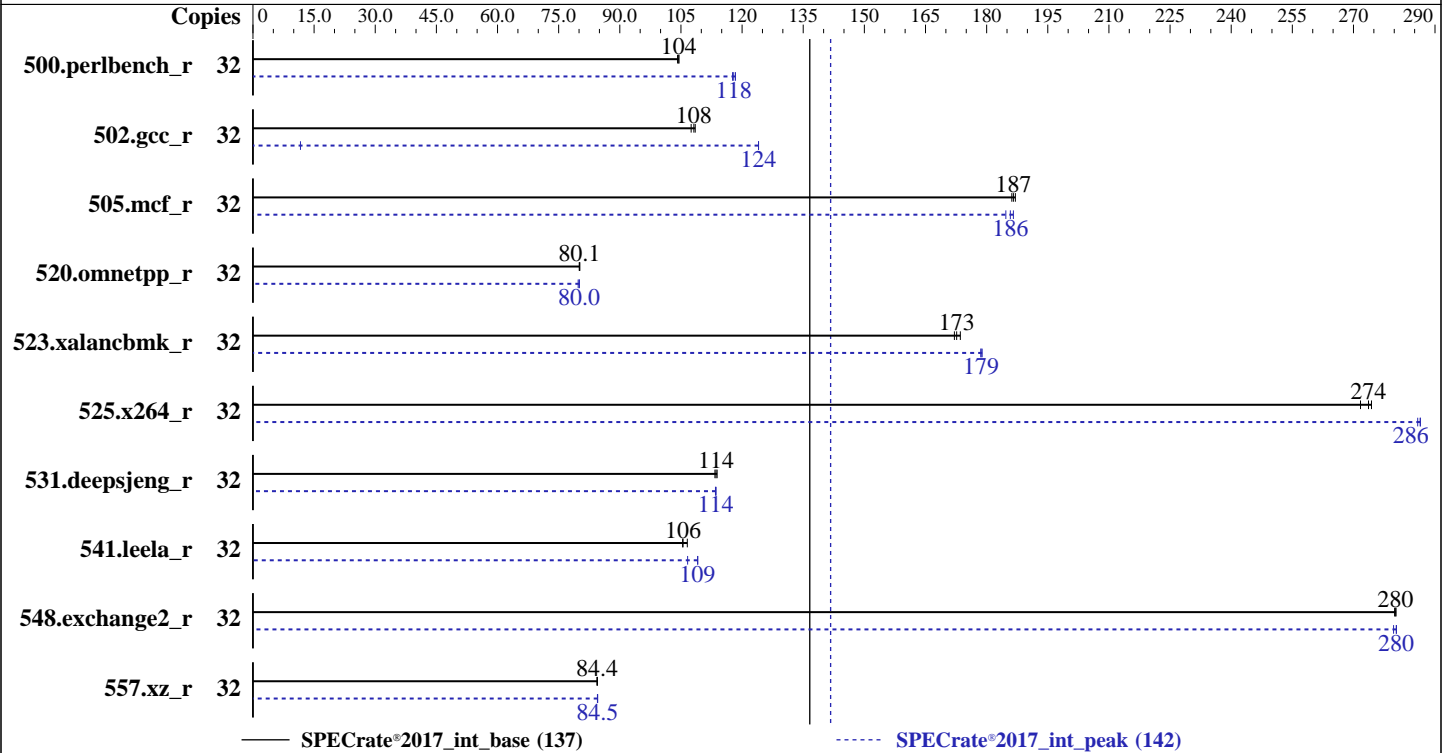 Copies 0 15.0 30.0 45.0 60.0 75.0 90.0 105 120 135 150 165 180 195 210 225 240 255 270 290
104
500.perlbench_r 32
118
108
502.gcc_r 32
124
187
505.mcf_r 32
186
80.1
520.omnetpp_r 32
80.0
173
523.xalancbmk_r 32
179
274
525.x264_r 32
286
114
531.deepsjeng_r 32
114
106
541.leela_r 32
109
280
548.exchange2_r 32
280
84.4
557.xz_r 32
84.5
SPECrate®2017_int_base (137) SPECrate®2017_int_peak (142)